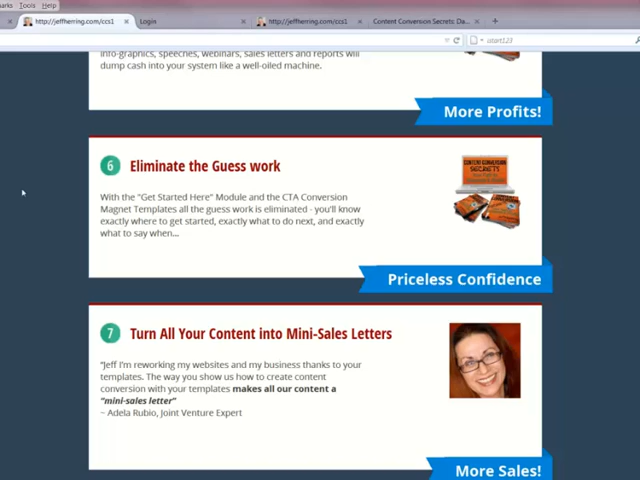 Tools Help
http://jeffherring.com/ccs1 × Login × http://jeffherring.com/ccs1 × Content Conversion Secrets: Da... × +
start123
info-graphics, speeches, webinars, sales letters and reports will
dump cash into your system like a well-oiled machine.
More Profits!
6 Eliminate the Guess work
With the "Get Started Here" Module and the CTA Conversion
Magnet Templates all the guess work is eliminated - you'll know
exactly where to get started, exactly what to do next, and exactly
what to say when...
CONTENT CONVERSION
SECRETS
Priceless Confidence
7 Turn All Your Content into Mini-Sales Letters
"Jeff I'm reworking my websites and my business thanks to your
templates. The way you show us how to create content
conversion with your templates makes all our content a
"mini-sales letter"
~ Adela Rubio, Joint Venture Expert
More Sales!